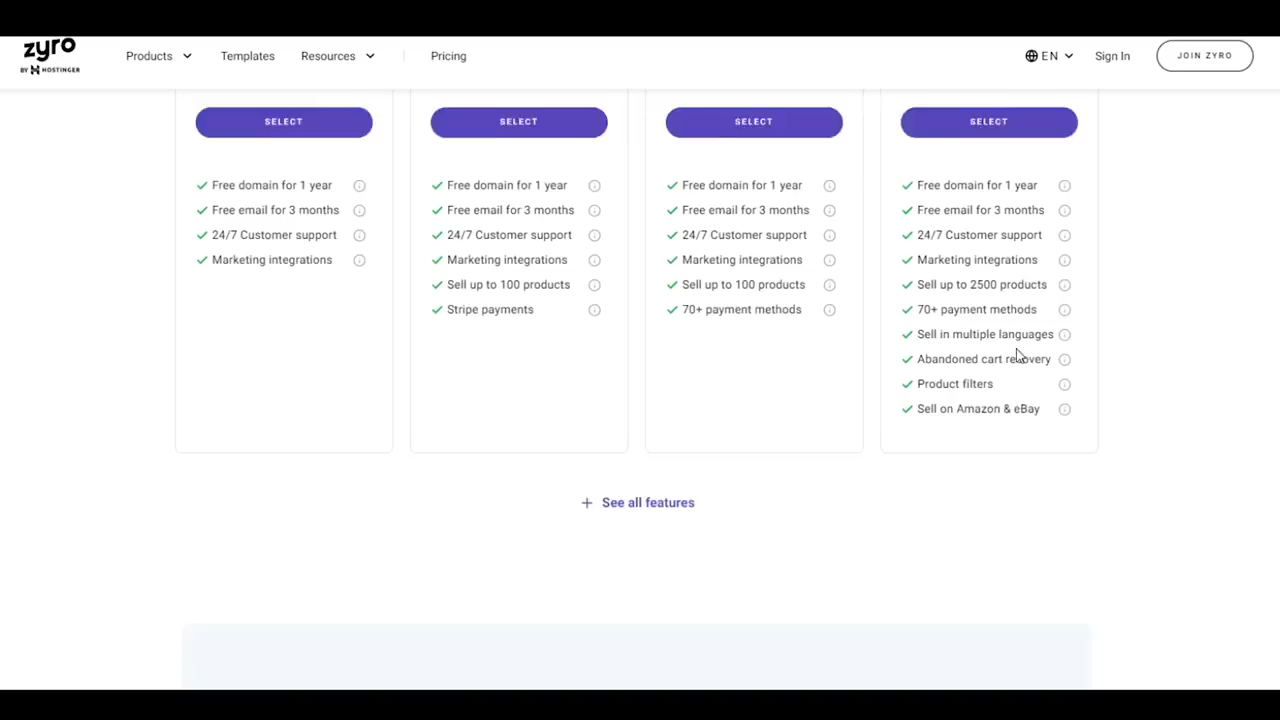 zyro
BY HOSTINGER
Products
Templates
Resources
Pricing
EN
Sign In
JOIN ZYRO
SELECT
Free domain for 1 year
Free email for 3 months
24/7 Customer support
Marketing integrations
SELECT
Free domain for 1 year
Free email for 3 months
24/7 Customer support
Marketing integrations
Sell up to 100 products
Stripe payments
SELECT
Free domain for 1 year
Free email for 3 months
24/7 Customer support
Marketing integrations
Sell up to 100 products
70+ payment methods
SELECT
Free domain for 1 year
Free email for 3 months
24/7 Customer support
Marketing integrations
Sell up to 2500 products
70+ payment methods
Sell in multiple languages
Abandoned cart recovery
Product filters
Sell on Amazon & eBay
+ See all features